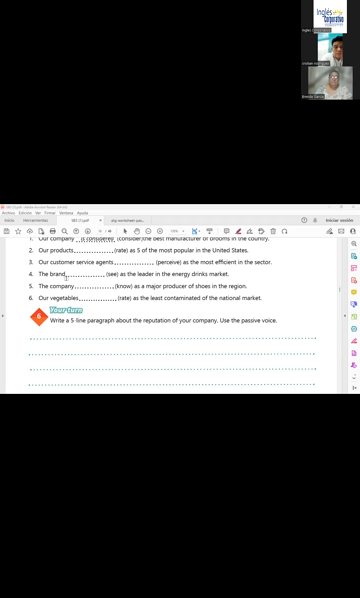 Inglés
Corporativo
Inicio
Herramientas
Iniciar sesión
1. Our company is considered (consider)the best manufacturer of brooms in the country.
2. Our products................(rate) as 5 of the most popular in the United States.
3. Our customer service agents................ (perceive) as the most efficient in the sector.
4. The brand................(see) as the leader in the energy drinks market.
5. The company................(know) as a major producer of shoes in the region.
6. Our vegetables................(rate) as the least contaminated of the national market.
6
Your turn
Write a 5-line paragraph about the reputation of your company. Use the passive voice.